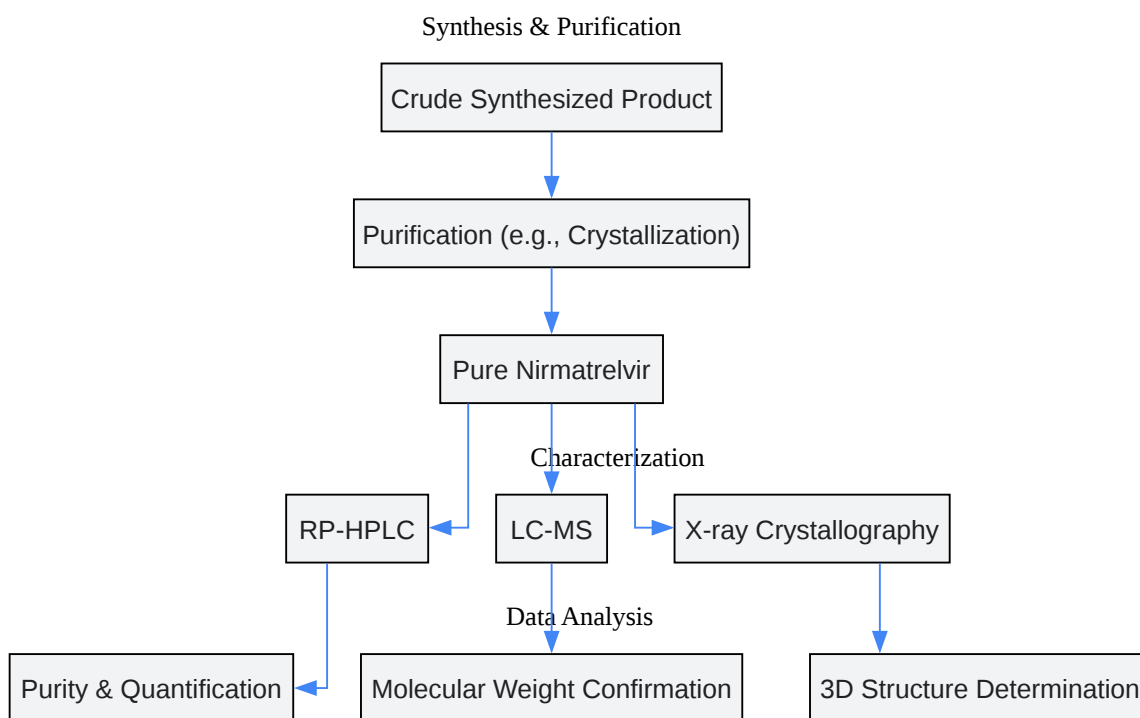 Synthesis & Purification
Crude Synthesized Product
Purification (e.g., Crystallization)
Pure Nirmatrelvir
Characterization
RP-HPLC
LC-MS
X-ray Crystallography
Data Analysis
Purity & Quantification
Molecular Weight Confirmation
3D Structure Determination